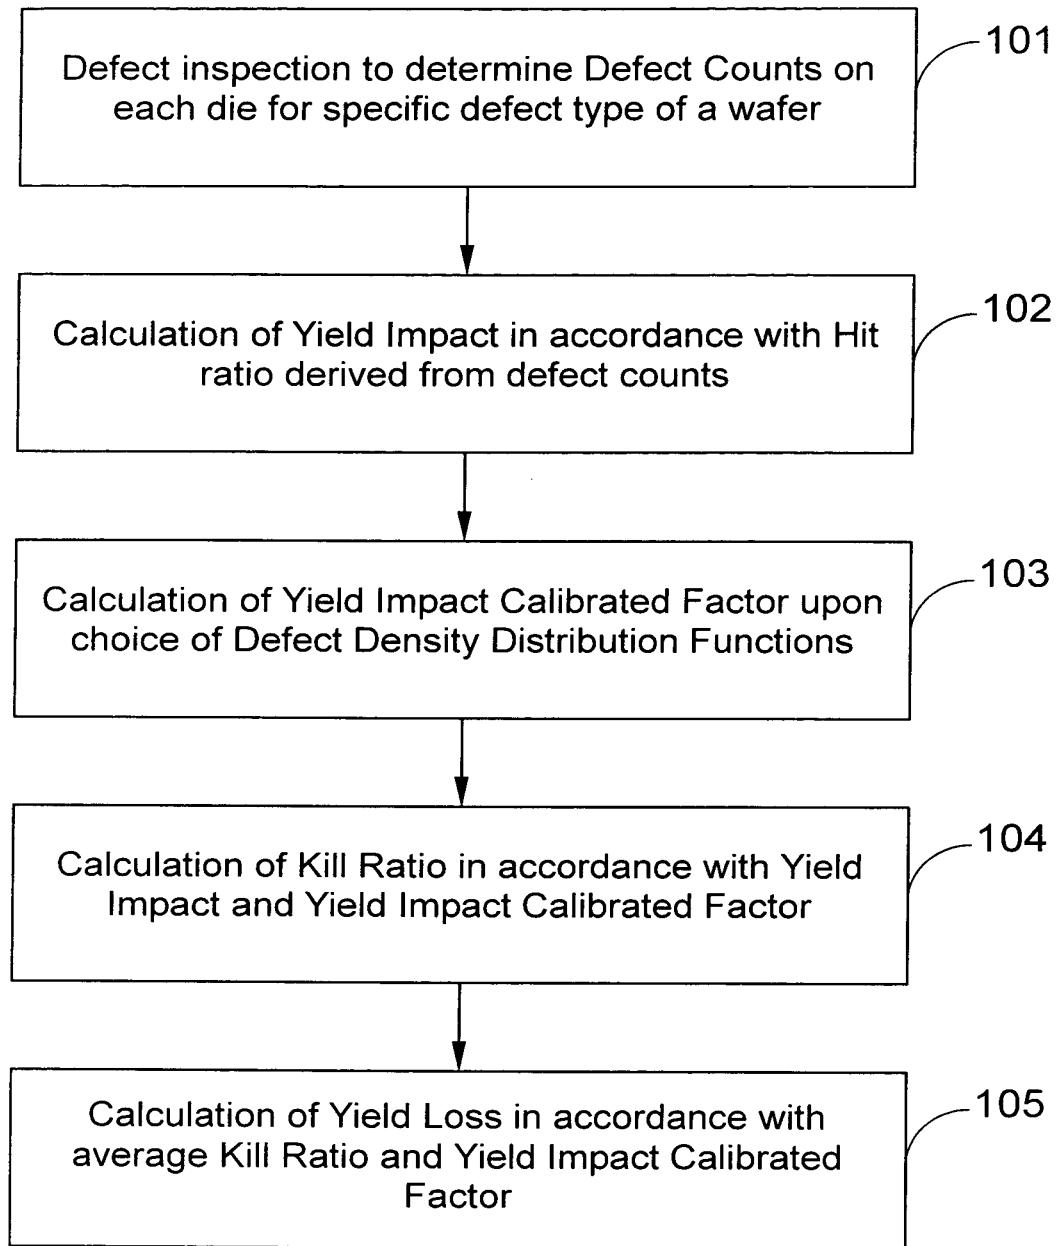 101
Defect inspection to determine Defect Counts on
each die for specific defect type of a wafer
102
Calculation of Yield Impact in accordance with Hit
ratio derived from defect counts
103
Calculation of Yield Impact Calibrated Factor upon
choice of Defect Density Distribution Functions
104
Calculation of Kill Ratio in accordance with Yield
Impact and Yield Impact Calibrated Factor
105
Calculation of Yield Loss in accordance with
average Kill Ratio and Yield Impact Calibrated
Factor